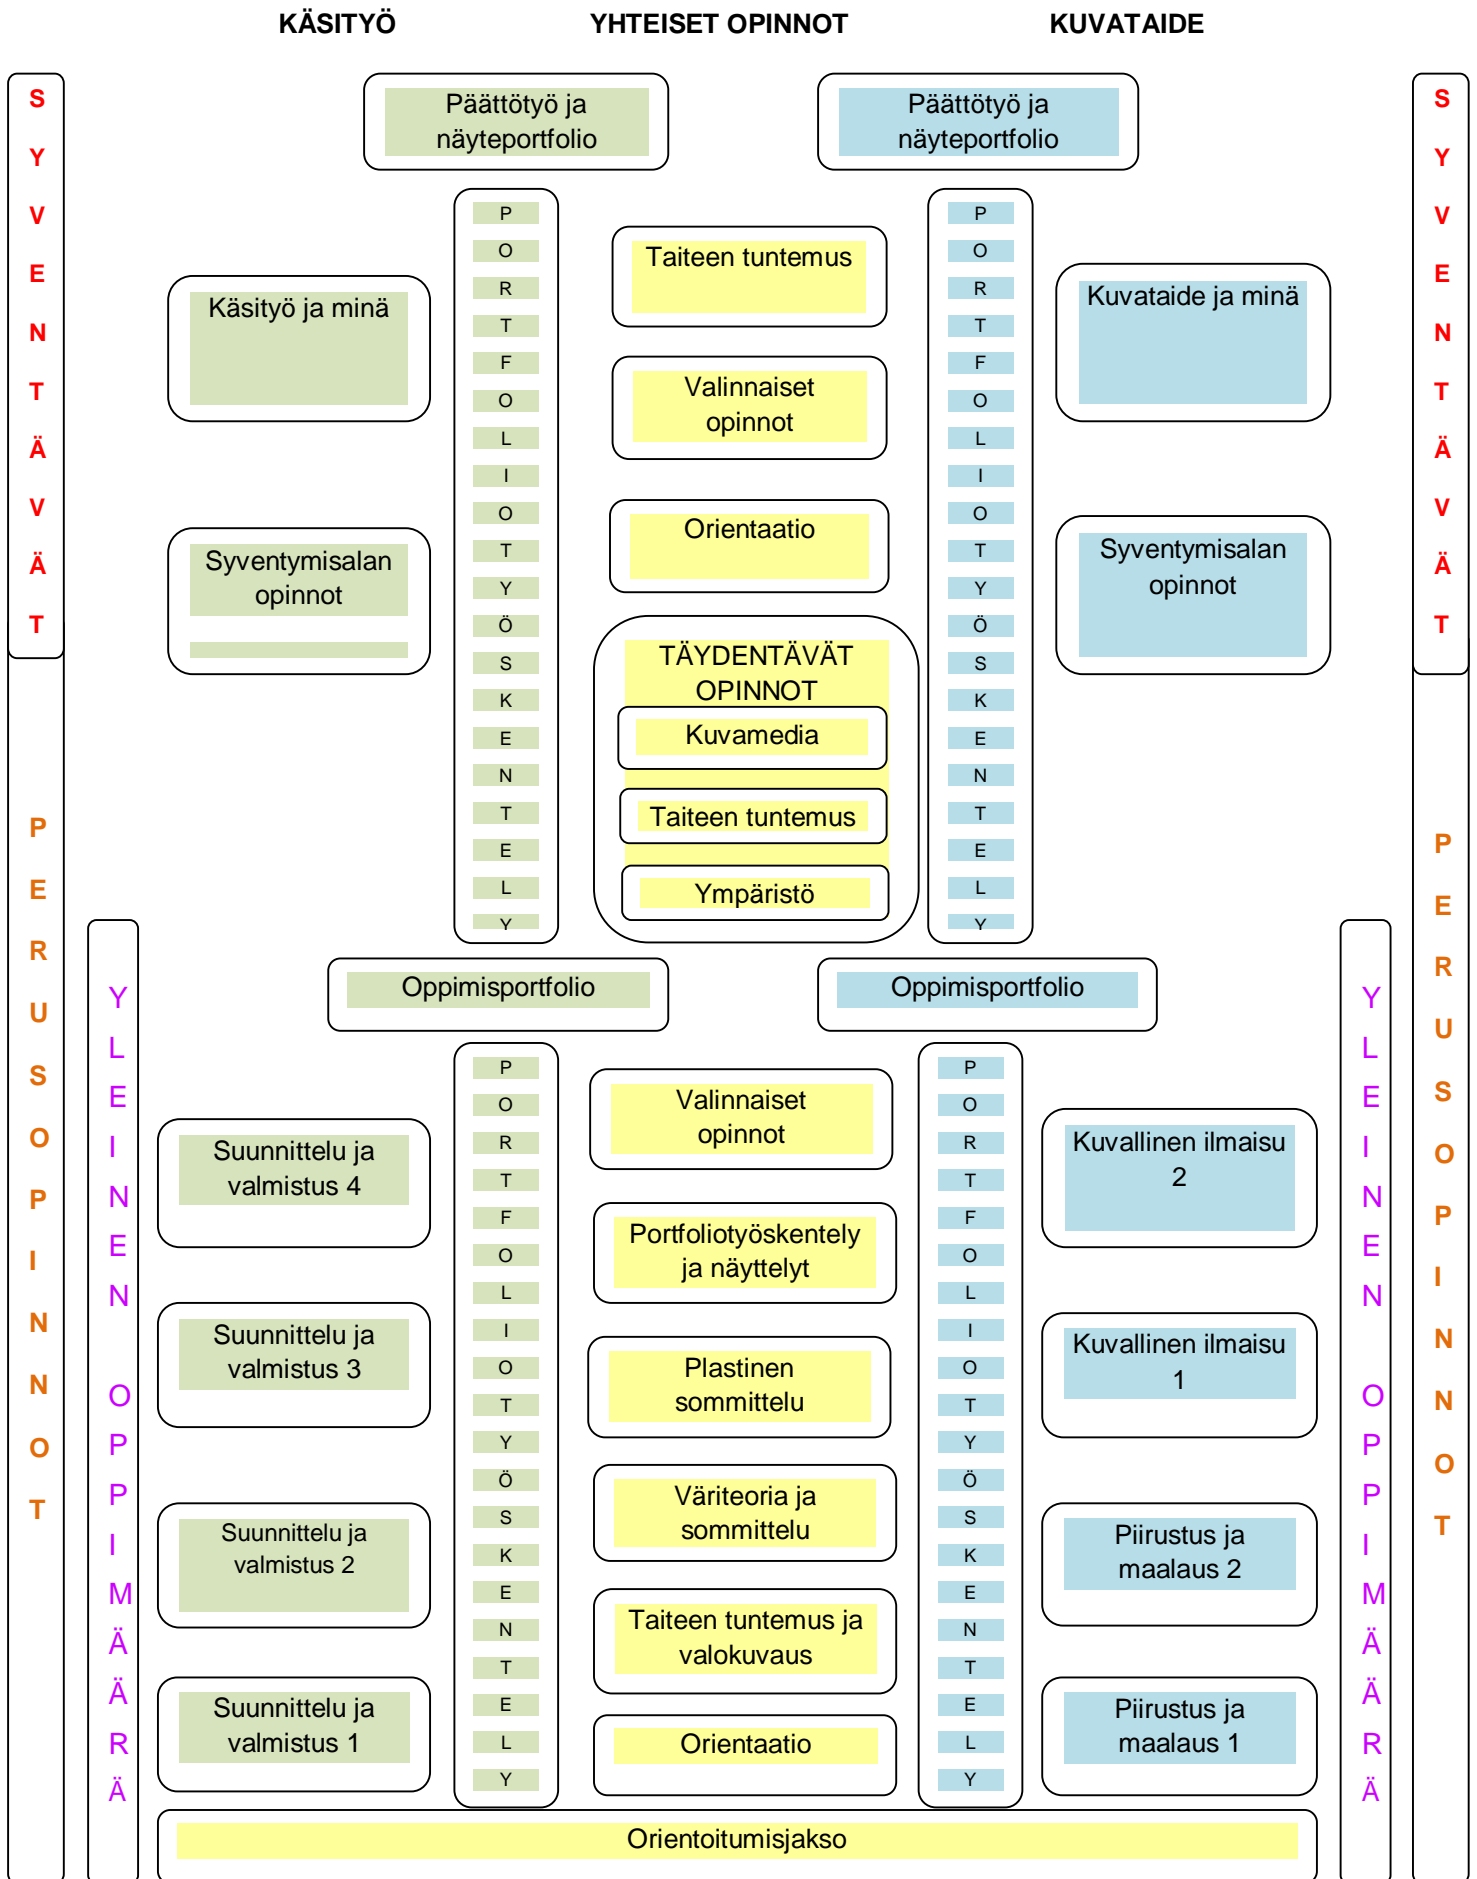 KÄSITYÖ
YHTEISET OPINNOT
KUVATAIDE
SYVENTÄVÄT
PERUSOPINNOT
YLEINEN OPPIMÄÄRÄ
Päättötyö ja
näyteportfolio
PORTFOLIOTYÖSKENTELY
Käsityö ja minä
Syventymisalan
opinnot
Oppimisportfolio
PORTFOLIOTYÖSKENTELY
Suunnittelu ja
valmistus 4
Suunnittelu ja
valmistus 3
Suunnittelu ja
valmistus 2
Suunnittelu ja
valmistus 1
Taiteen tuntemus
Valinnaiset
opinnot
Orientaatio
TÄYDENTÄVÄT
OPINNOT
Kuvamedia
Taiteen tuntemus
Ympäristö
Valinnaiset
opinnot
Portfoliotyöskentely
ja näyttelyt
Plastinen
sommittelu
Väriteoria ja
sommittelu
Taiteen tuntemus ja
valokuvaus
Orientaatio
Päättötyö ja
näyteportfolio
PORTFOLIOTYÖSKENTELY
Kuvataide ja minä
Syventymisalan
opinnot
Oppimisportfolio
PORTFOLIOTYÖSKENTELY
Kuvallinen ilmaisu
2
Kuvallinen ilmaisu
1
Piirustus ja
maalaus 2
Piirustus ja
maalaus 1
YLEINEN OPPIMÄÄRÄ
SYVENTÄVÄT
PERUSOPINNOT
Orientoitumisjakso